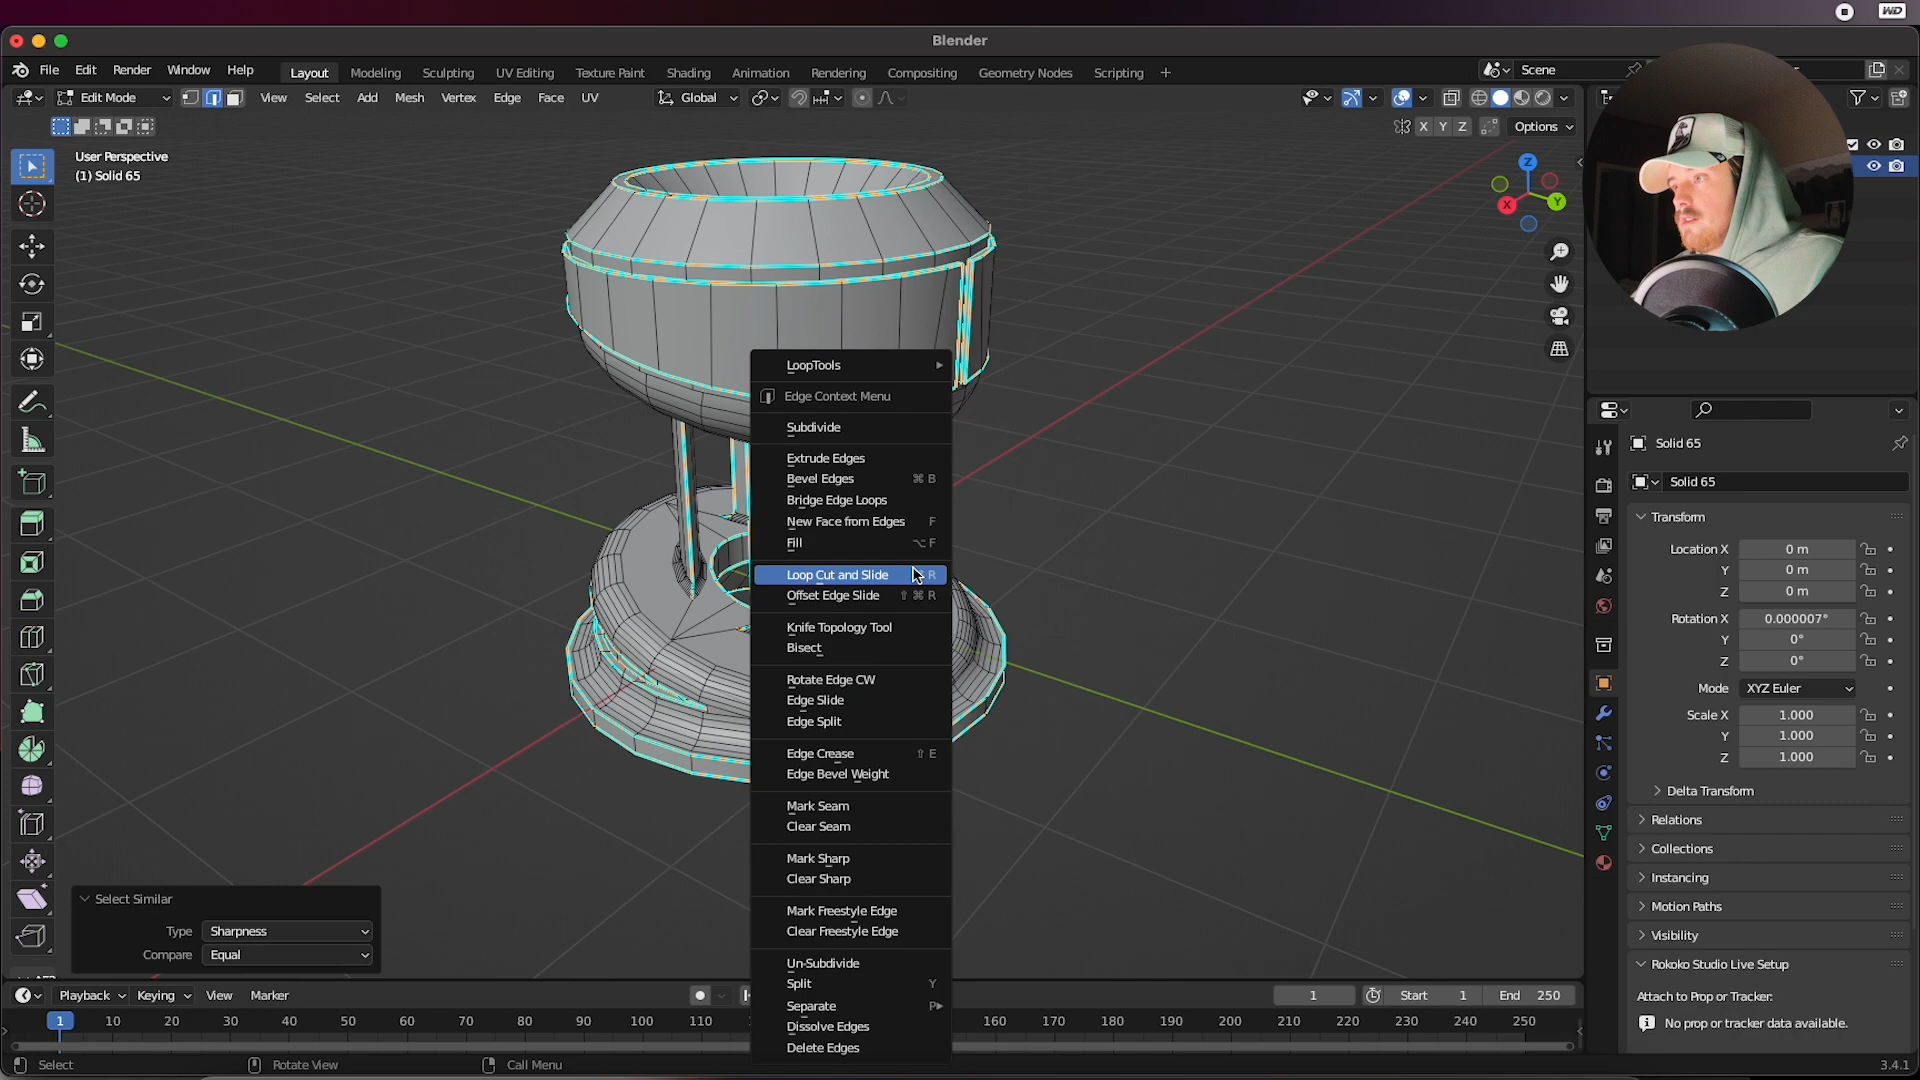 WD
Blender
File Edit Render Window Help Layout Modeling Sculpting UV Editing Texture Paint Shading Animation Rendering Compositing Geometry Nodes Scripting + Scene
Edit Mode View Select Add Mesh Vertex Edge Face UV Global
X Y Z Options
User Perspective
(1) Solid 65
Z
Y
X
LoopTools
Edge Context Menu
Subdivide
Extrude Edges
Bevel Edges ⌘ B
Bridge Edge Loops
New Face from Edges F
Fill ⌥ F
Loop Cut and Slide R
Offset Edge Slide ⇧ ⌘ R
Knife Topology Tool
Bisect
Rotate Edge CW
Edge Slide
Edge Split
Edge Crease ⇧ E
Edge Bevel Weight
Mark Seam
Clear Seam
Mark Sharp
Clear Sharp
Mark Freestyle Edge
Clear Freestyle Edge
Un-Subdivide
Split Y
Separate P
Dissolve Edges
Delete Edges
Select Similar
Type Sharpness
Compare Equal
Solid 65
Solid 65
Transform
Location X 0 m
Y 0 m
Z 0 m
Rotation X 0.000007°
Y 0°
Z 0°
Mode XYZ Euler
Scale X 1.000
Y 1.000
Z 1.000
Delta Transform
Relations
Collections
Instancing
Motion Paths
Visibility
Rokoko Studio Live Setup
Attach to Prop or Tracker:
No prop or tracker data available.
Playback Keying View Marker 1 Start 1 End 250
1 10 20 30 40 50 60 70 80 90 100 110 160 170 180 190 200 210 220 230 240 250
Select Rotate View Call Menu 3.4.1